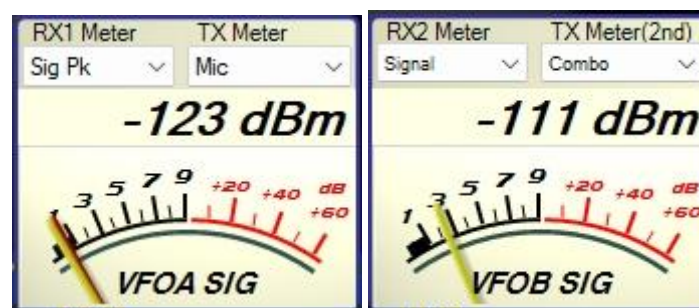 RX1 Meter TX Meter
Sig Pk Mic
-123 dBm
1 3 5 7 9 +20 +40 +60 dB
VFOA SIG
RX2 Meter TX Meter(2nd)
Signal Combo
-111 dBm
1 3 5 7 9 +20 +40 +60 dB
VFOB SIG